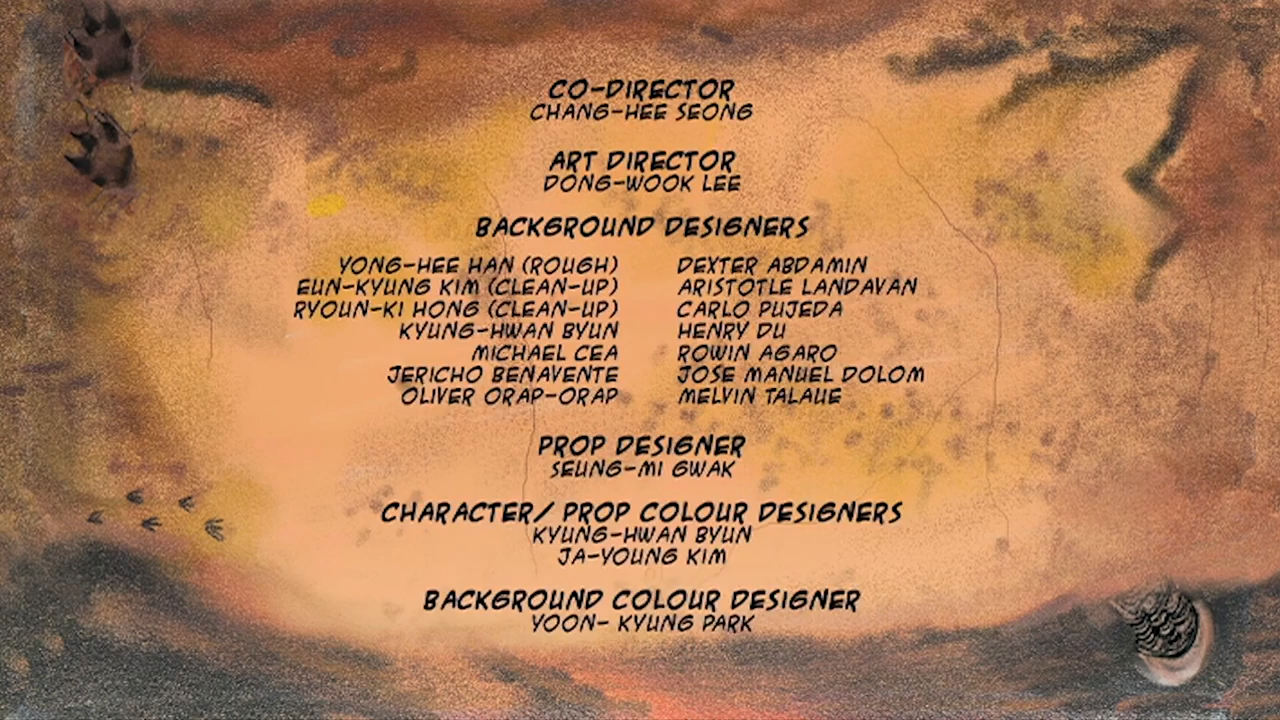 CO-DIRECTOR
CHANG-HEE SEONG
ART DIRECTOR
DONG-WOOK LEE
BACKGROUND DESIGNERS
YONG-HEE HAN (ROUGH)
EUN-KYUNG KIM (CLEAN-UP)
RYOUN-KI HONG (CLEAN-UP)
KYUNG-HWAN BYUN
MICHAEL CEA
JERICHO BENAVENTE
OLIVER ORAP-ORAP
DEXTER ABDAMIN
ARISTOTLE LANDAVAN
CARLO PUJEDA
HENRY DU
ROWIN AGARO
JOSE MANUEL DOLOM
MELVIN TALAUE
PROP DESIGNER
SEUNG-MI GWAK
CHARACTER/ PROP COLOUR DESIGNERS
KYUNG-HWAN BYUN
JA-YOUNG KIM
BACKGROUND COLOUR DESIGNER
YOON- KYUNG PARK